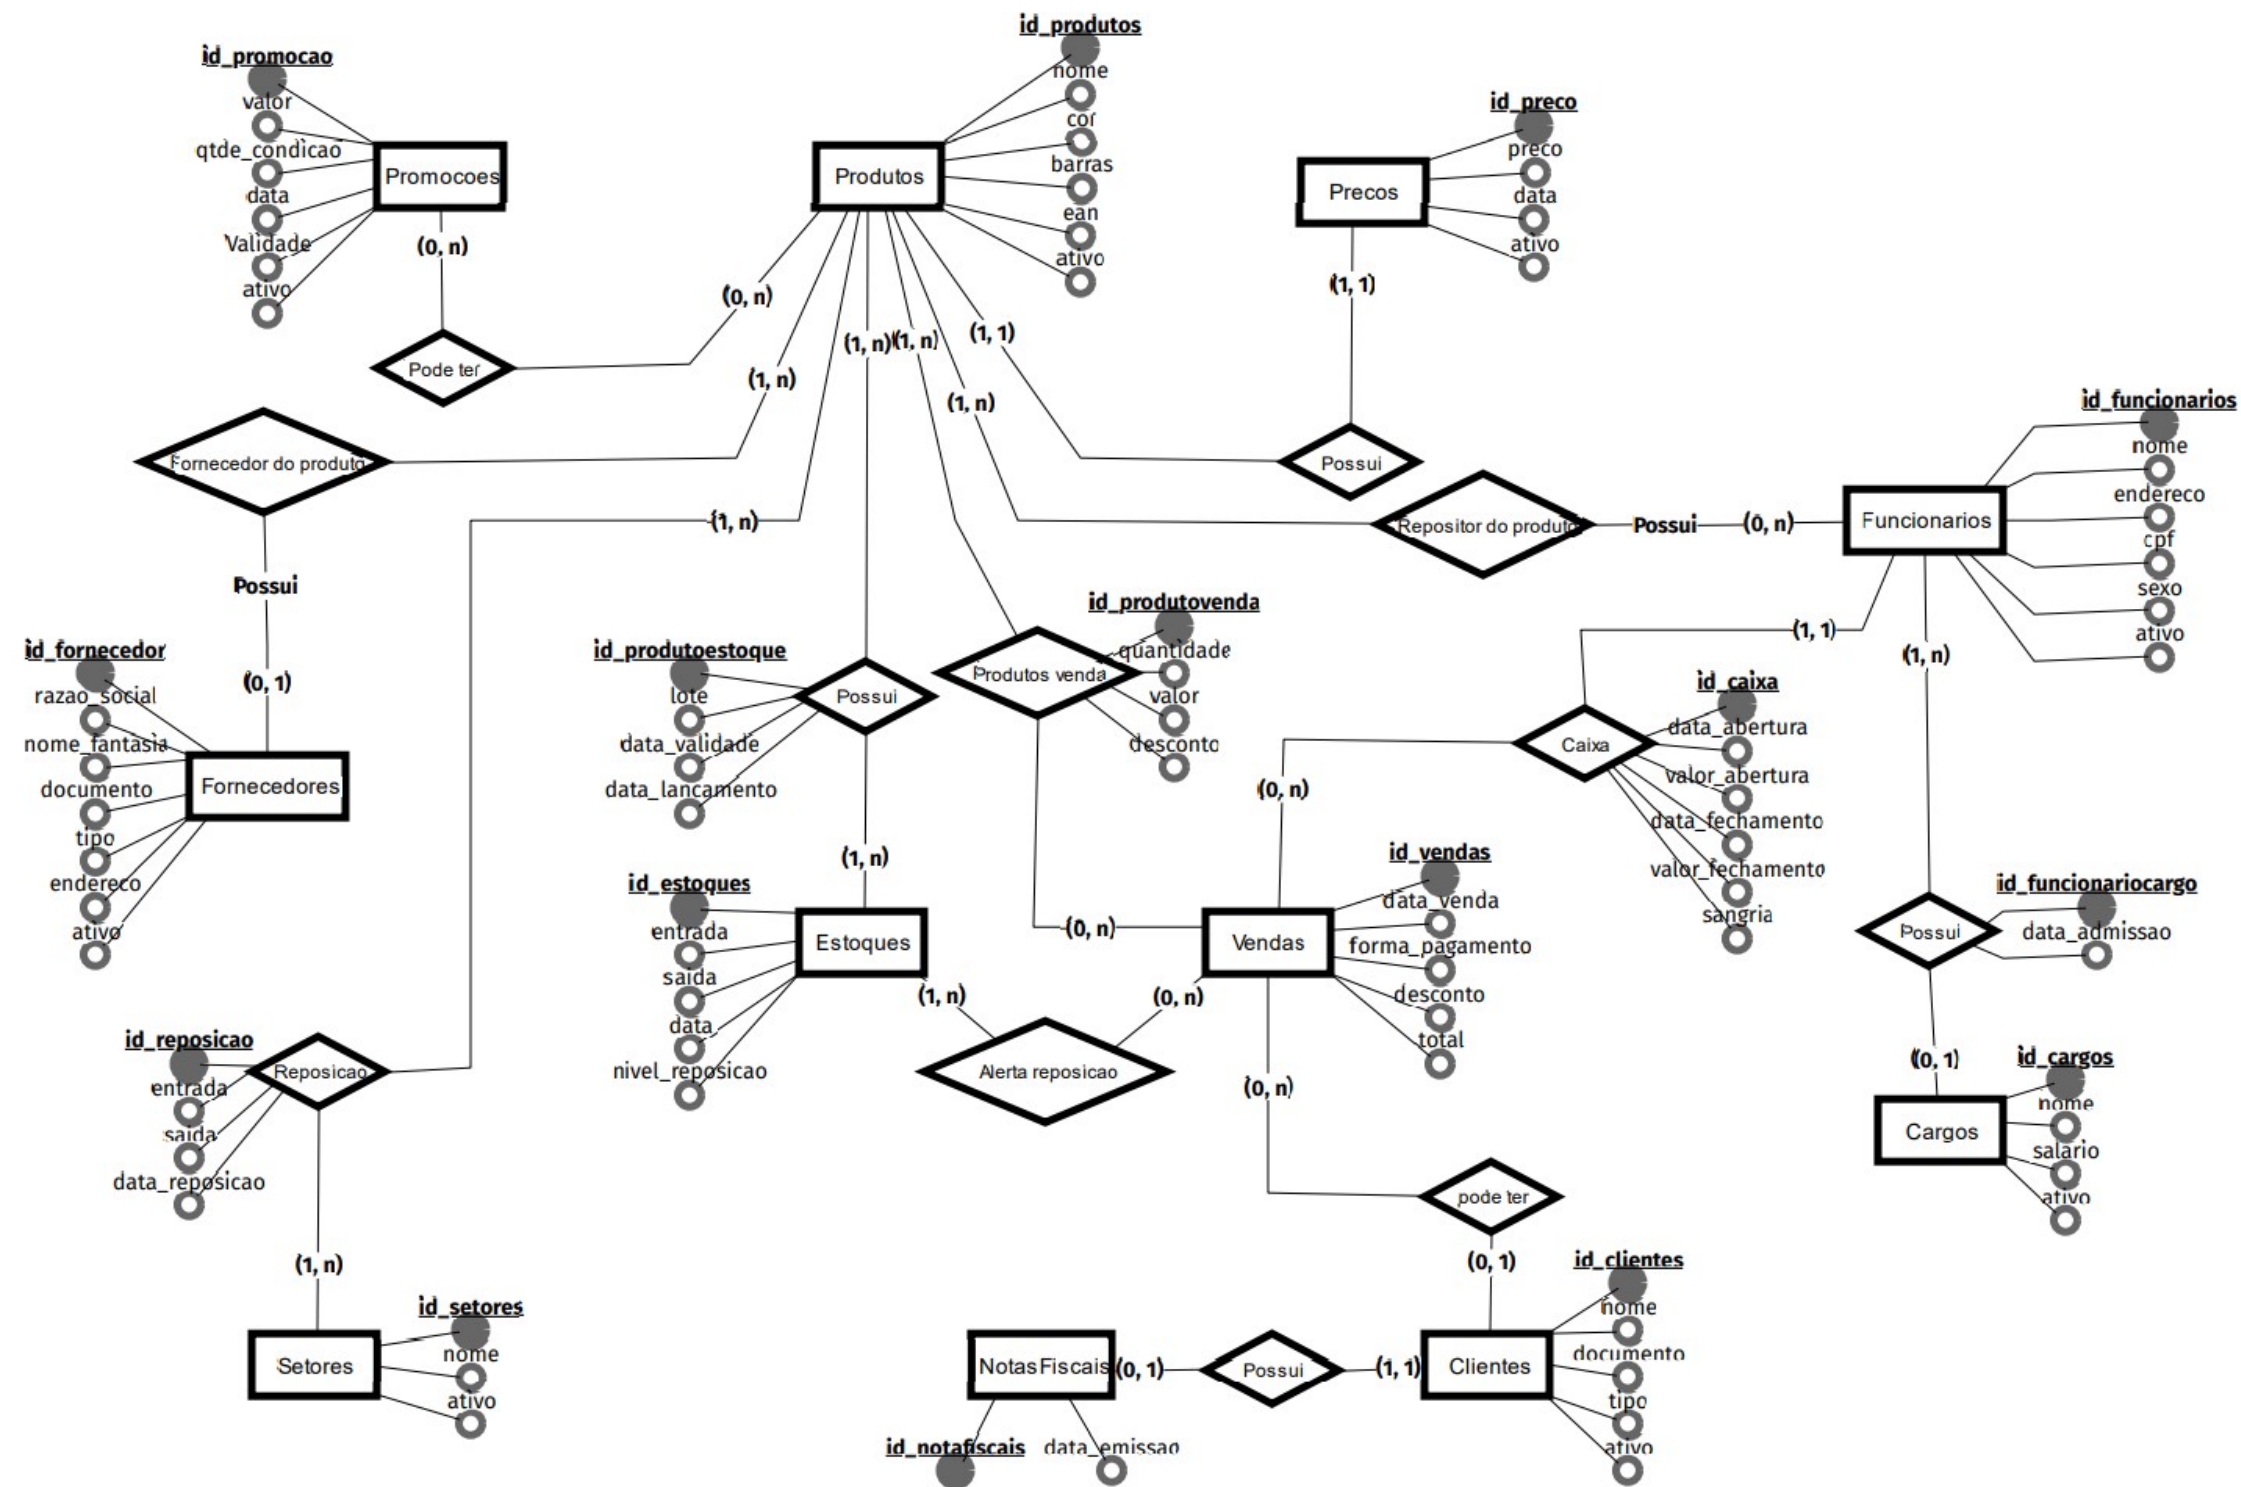 id_promocao
valor
qtde_condicao
data
Validade
ativo
Promocoes
(0, n)
Pode ter
(0, n)
id_produtos
nome
cor
barras
ean
ativo
Produtos
id_preco
preco
data
ativo
Precos
(1, 1)
Possui
(1, 1)
(1, n)
(1, n)
(1, n)
(1, n)
(1, n)
Fornecedor do produto
Possui
(0, 1)
id_fornecedor
razao_social
nome_fantasia
documento
tipo
endereco
ativo
Fornecedores
Repositor do produto
Possui
(0, n)
Funcionarios
id_funcionarios
nome
endereco
cpf
sexo
ativo
(1, 1)
(1, n)
id_produtoestoque
lote
data_validade
data_lancamento
Possui
(1, n)
id_produtovenda
quantidade
valor
desconto
Produtos venda
(0, n)
id_caixa
data_abertura
valor_abertura
data_fechamento
valor_fechamento
sangria
Caixa
(0, n)
id_estoques
entrada
saida
data
nivel_reposicao
Estoques
(1, n)
Alerta reposicao
(0, n)
id_vendas
data_venda
forma_pagamento
desconto
total
Vendas
(0, n)
id_funcionariocargo
data_admissao
Possui
(0, 1)
id_cargos
nome
salario
ativo
Cargos
id_reposicao
entrada
saida
data_reposicao
Reposicao
(1, n)
id_setores
nome
ativo
Setores
pode ter
(0, 1)
id_clientes
nome
documento
tipo
ativo
Clientes
(1, 1)
Possui
(0, 1)
NotasFiscais
id_notafiscais
data_emissao